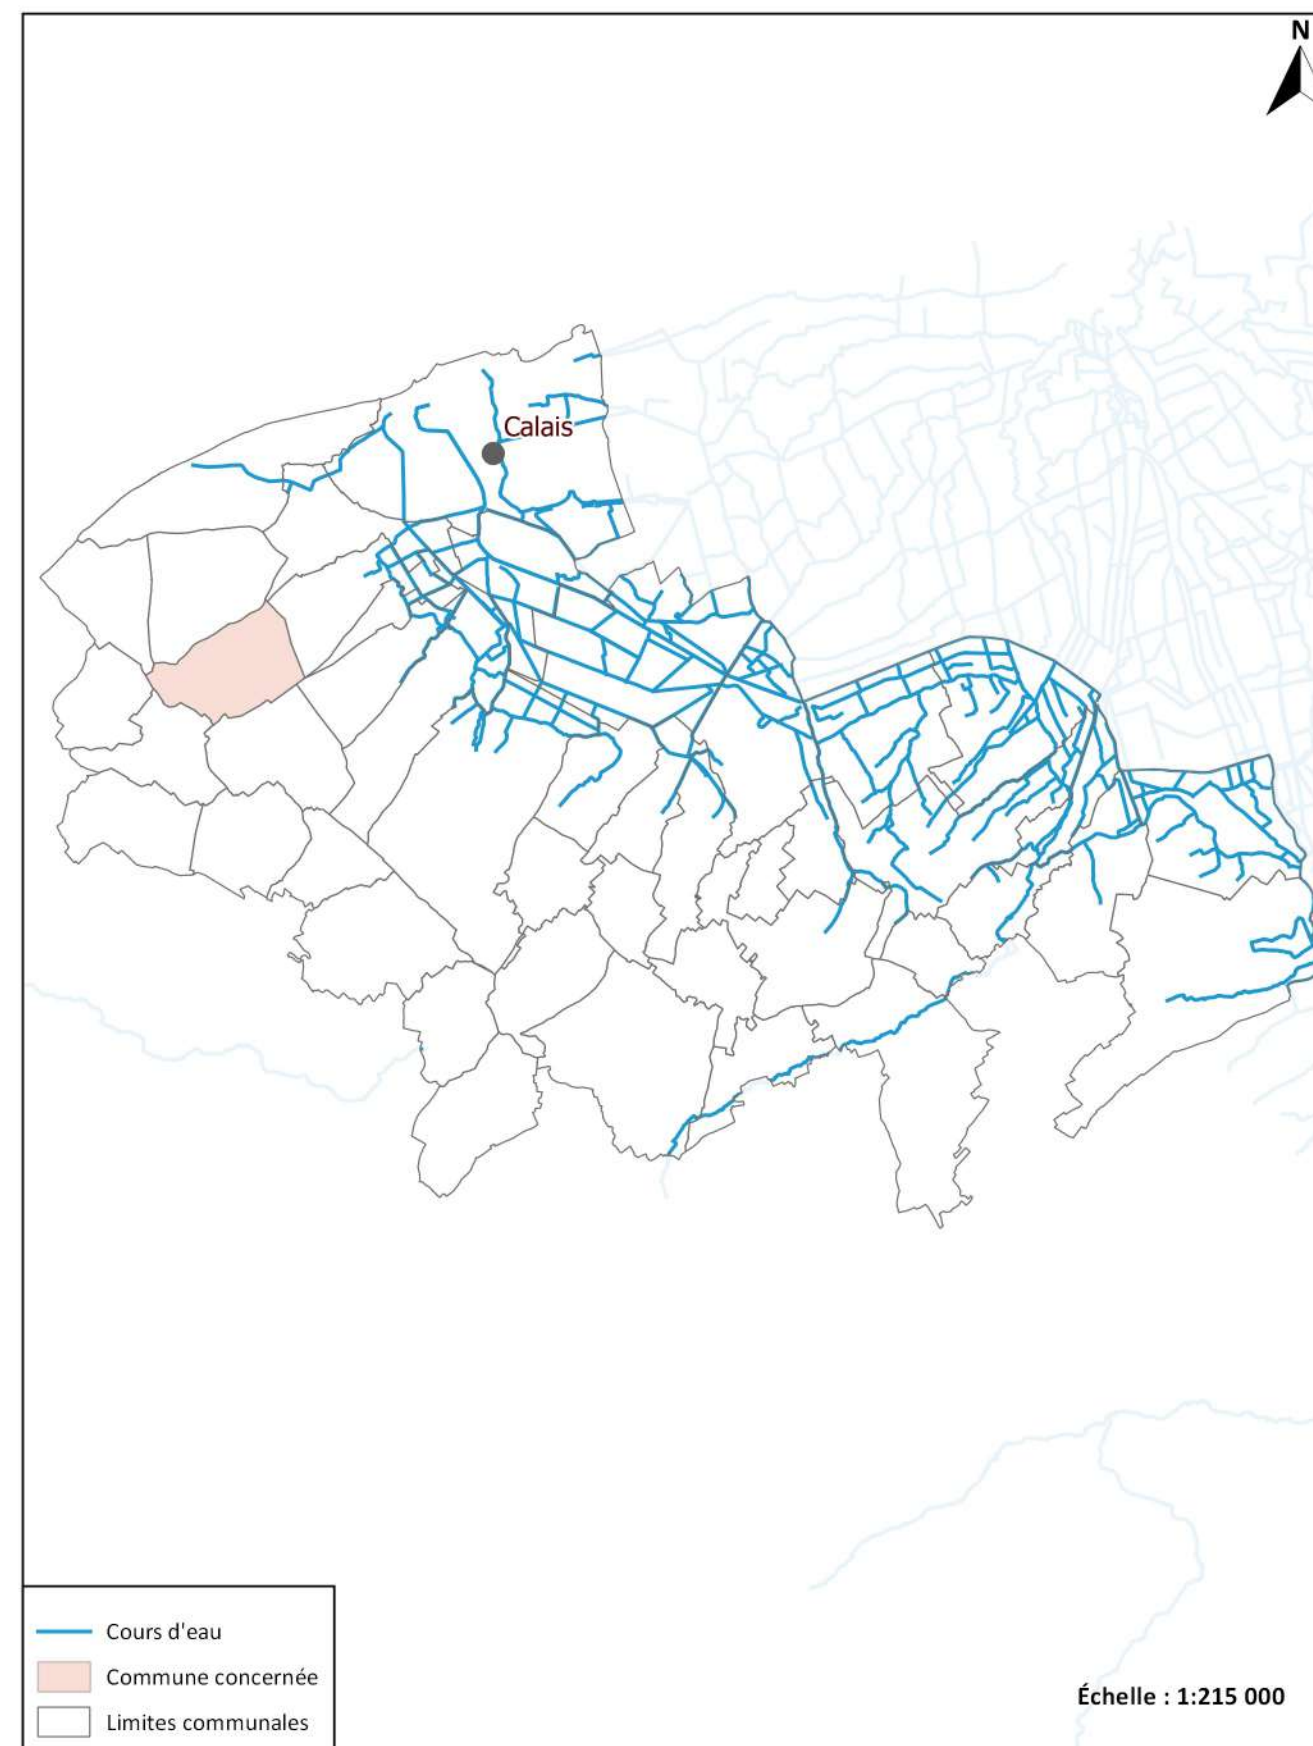 N
Calais
Cours d'eau
Commune concernée
Limites communales
Échelle : 1:215 000